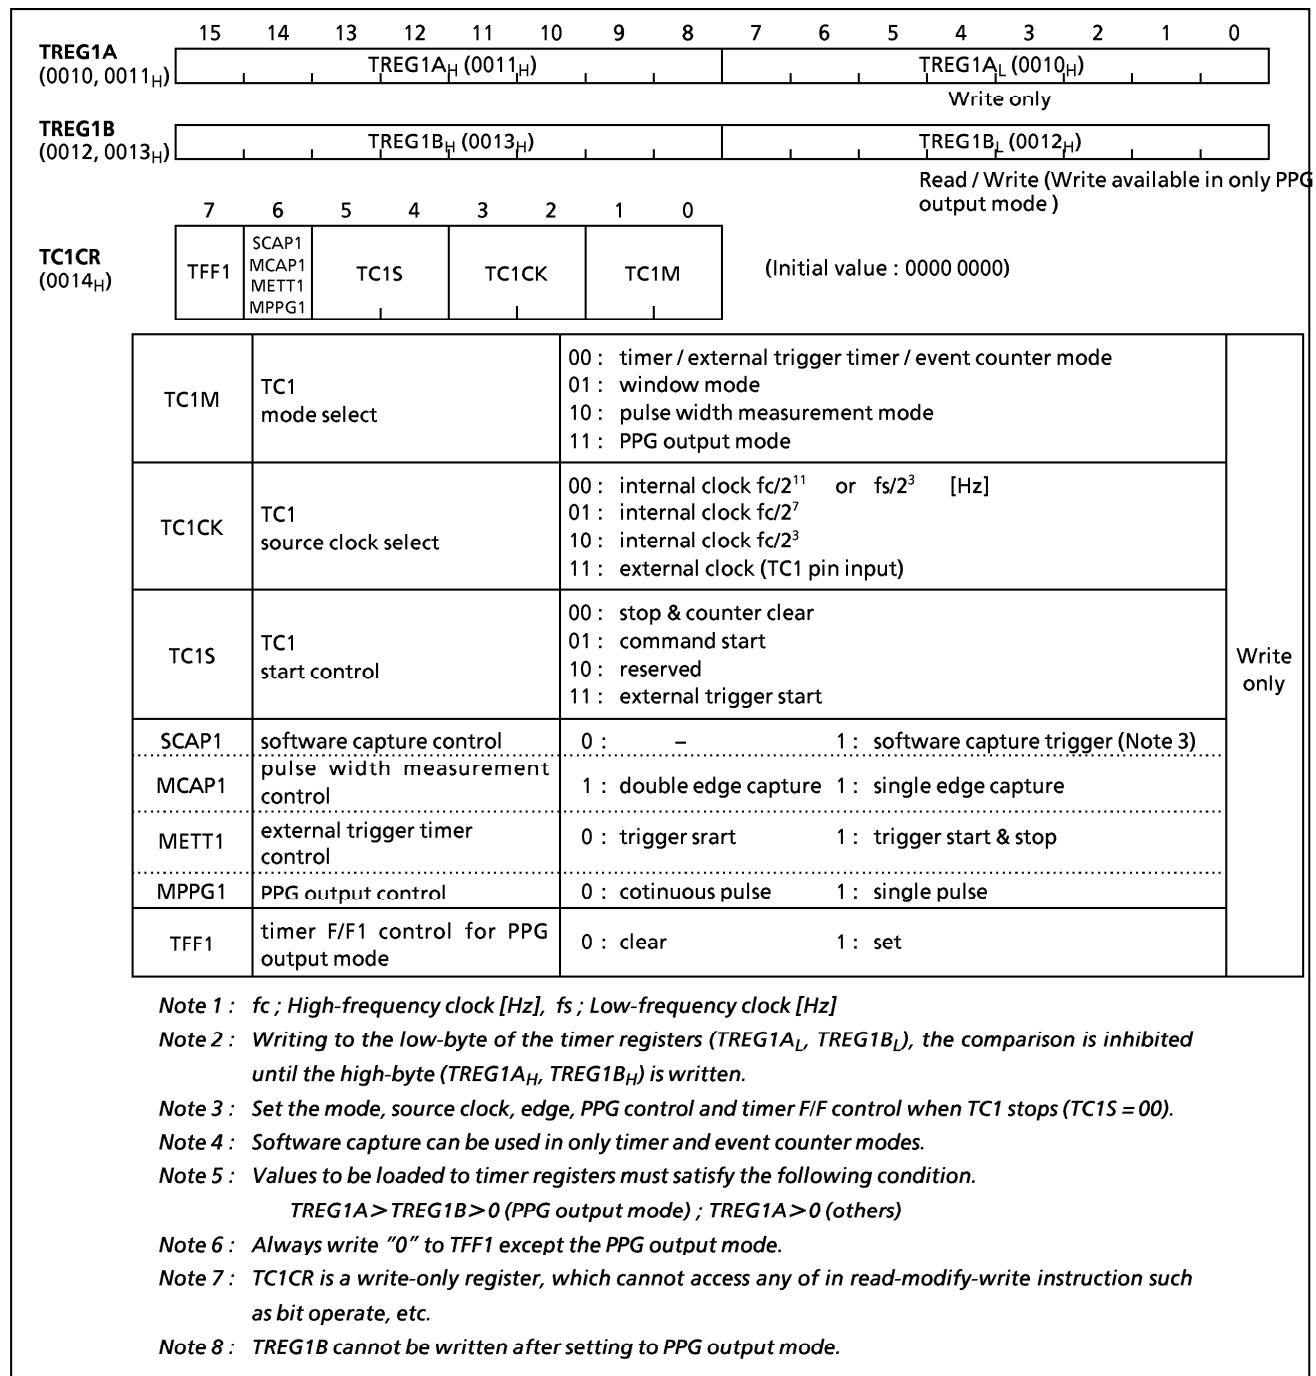 15 14 13 12 11 10 9 8 7 6 5 4 3 2 1 0
TREG1A
(0010, 0011H)
TREG1AH (0011H) TREG1AL (0010H)
Write only
TREG1B
(0012, 0013H)
TREG1BH (0013H) TREG1BL (0012H)
Read / Write (Write available in only PPG
output mode )
7 6 5 4 3 2 1 0
TC1CR
(0014H)
TFF1
SCAP1
MCAP1
METT1
MPPG1
TC1S TC1CK TC1M
(Initial value : 0000 0000)
TC1M
TC1
mode select
00 : timer / external trigger timer / event counter mode
01 : window mode
10 : pulse width measurement mode
11 : PPG output mode
TC1CK
TC1
source clock select
00 : internal clock fc/2¹¹ or fs/2³ [Hz]
01 : internal clock fc/2⁷
10 : internal clock fc/2³
11 : external clock (TC1 pin input)
TC1S
TC1
start control
00 : stop & counter clear
01 : command start
10 : reserved
11 : external trigger start
Write
only
SCAP1 software capture control 0 : – 1 : software capture trigger (Note 3)
MCAP1
pulse width measurement
control
1 : double edge capture 1 : single edge capture
METT1
external trigger timer
control
0 : trigger srart 1 : trigger start & stop
MPPG1 PPG output control 0 : cotinuous pulse 1 : single pulse
TFF1
timer F/F1 control for PPG
output mode
0 : clear 1 : set
Note 1 : fc ; High-frequency clock [Hz], fs ; Low-frequency clock [Hz]
Note 2 : Writing to the low-byte of the timer registers (TREG1AL, TREG1BL), the comparison is inhibited
until the high-byte (TREG1AH, TREG1BH) is written.
Note 3 : Set the mode, source clock, edge, PPG control and timer F/F control when TC1 stops (TC1S = 00).
Note 4 : Software capture can be used in only timer and event counter modes.
Note 5 : Values to be loaded to timer registers must satisfy the following condition.
TREG1A > TREG1B > 0 (PPG output mode) ; TREG1A > 0 (others)
Note 6 : Always write "0" to TFF1 except the PPG output mode.
Note 7 : TC1CR is a write-only register, which cannot access any of in read-modify-write instruction such
as bit operate, etc.
Note 8 : TREG1B cannot be written after setting to PPG output mode.